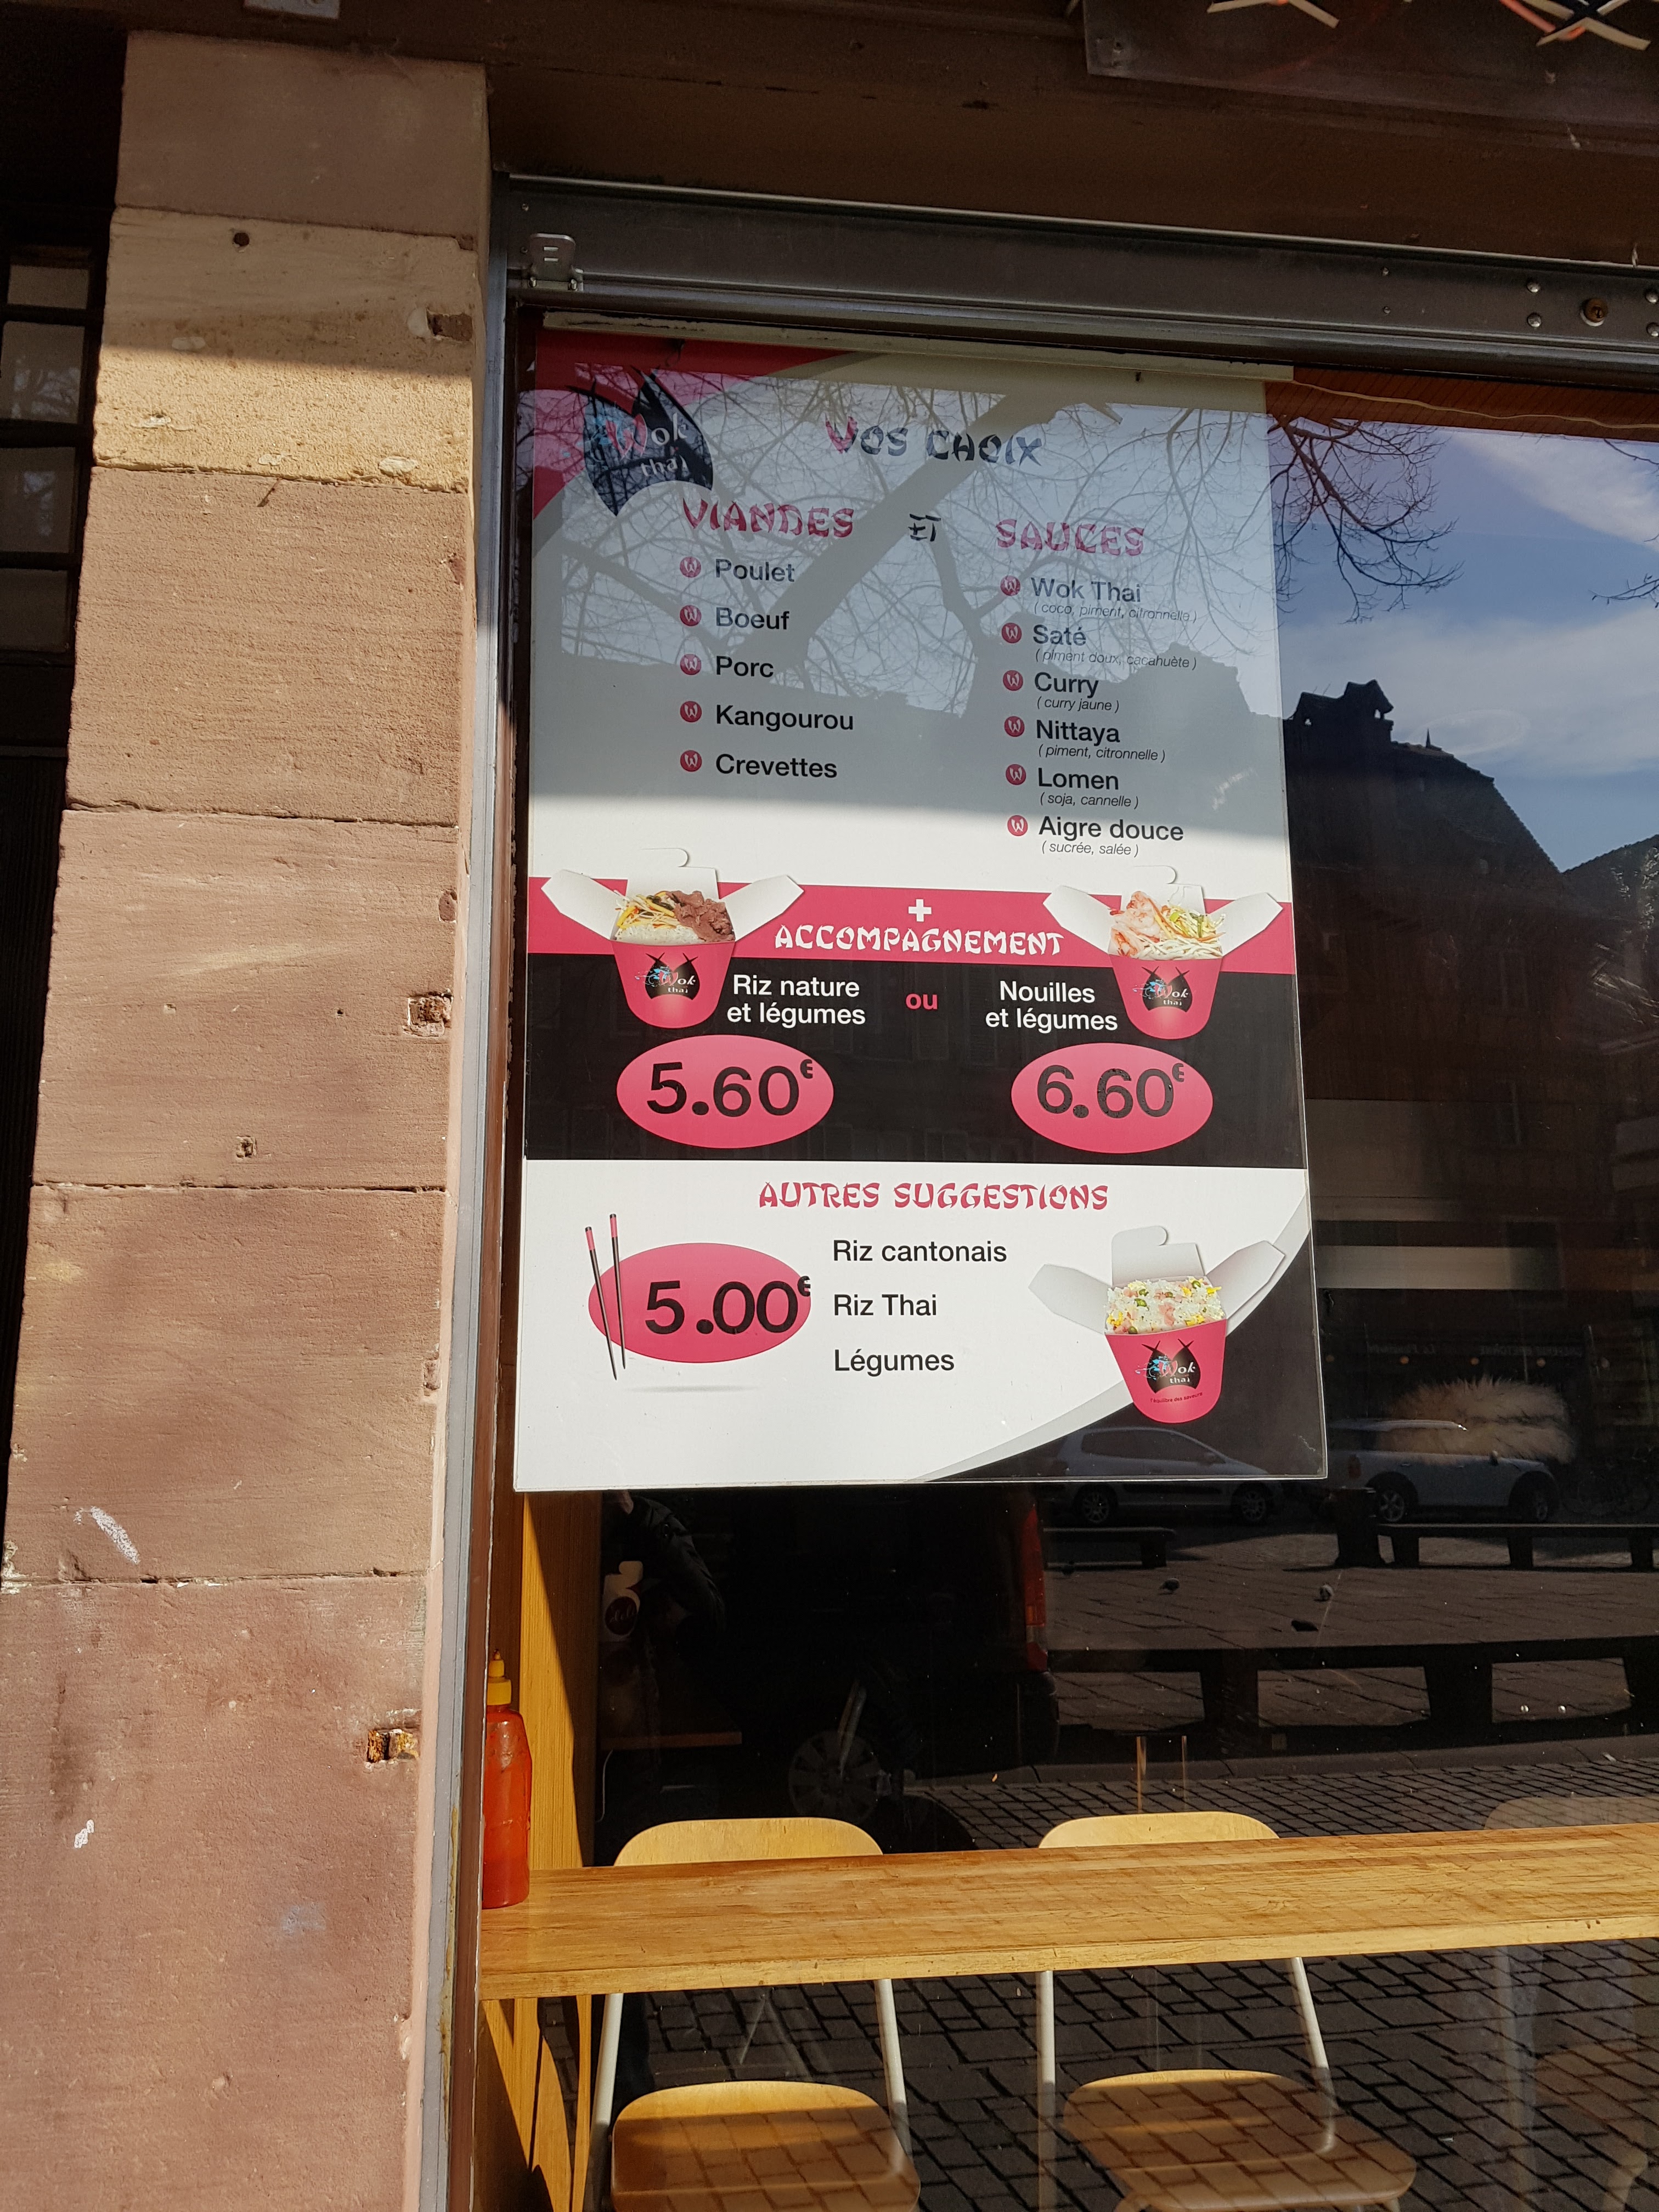 Wok
thai
VOS CHOIX
VIANDES ET SAUCES
Poulet
Boeuf
Porc
Kangourou
Crevettes
Wok Thai
( coco, piment, citronnelle )
Saté
( piment doux, cacahuète )
Curry
( curry jaune )
Nittaya
( piment, citronnelle )
Lomen
( soja, cannelle )
Aigre douce
( sucrée, salée )
+
ACCOMPAGNEMENT
Wok
thai
Riz nature
et légumes
ou
Nouilles
et légumes
Wok
thai
5.60€
6.60€
AUTRES SUGGESTIONS
5.00€
Riz cantonais
Riz Thai
Légumes
Wok
thai
l'équilibre des saveurs